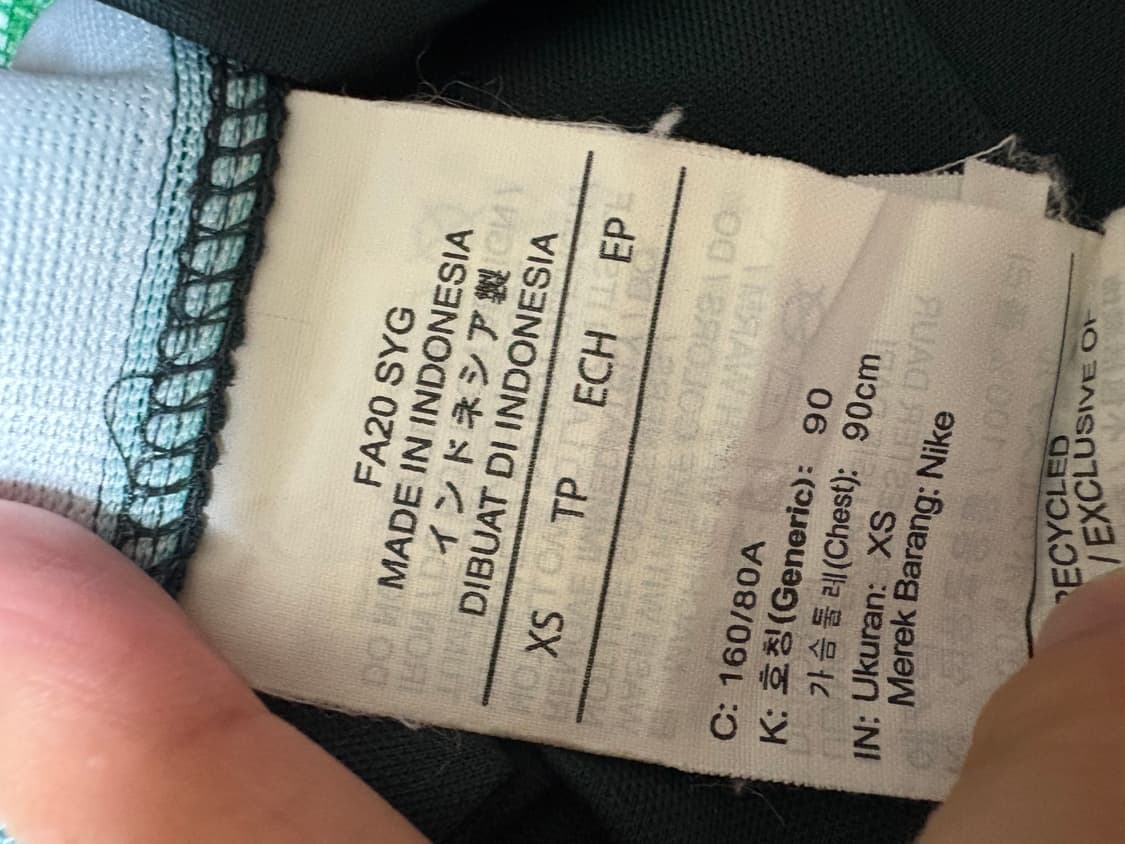 FA20 SYG
MADE IN INDONESIA
インドネシア製
DIBUAT DI INDONESIA
XS TP ECH EP
C: 160/80A
K: 호칭(Generic): 90
가슴둘레(Chest): 90cm
IN: Ukuran: XS
Merek Barang: Nike
RECYCLED
/EXCLUSIVE OF